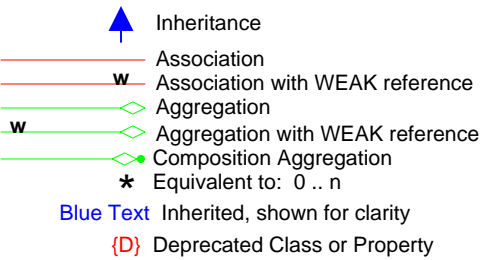 Inheritance
Association
w Association with WEAK reference
Aggregation
w Aggregation with WEAK reference
Composition Aggregation
* Equivalent to: 0 .. n
Blue Text Inherited, shown for clarity
{D} Deprecated Class or Property